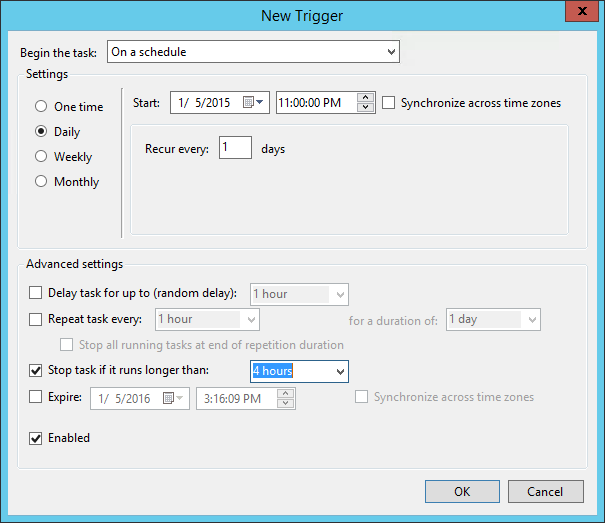 New Trigger
x
Begin the task: On a schedule
Settings
One time
Start: 1/ 5/2015 11:00:00 PM Synchronize across time zones
Daily
Recur every: 1 days
Weekly
Monthly
Advanced settings
Delay task for up to (random delay): 1 hour
Repeat task every: 1 hour for a duration of: 1 day
Stop all running tasks at end of repetition duration
Stop task if it runs longer than: 4 hours
Expire: 1/ 5/2016 3:16:09 PM Synchronize across time zones
Enabled
OK Cancel